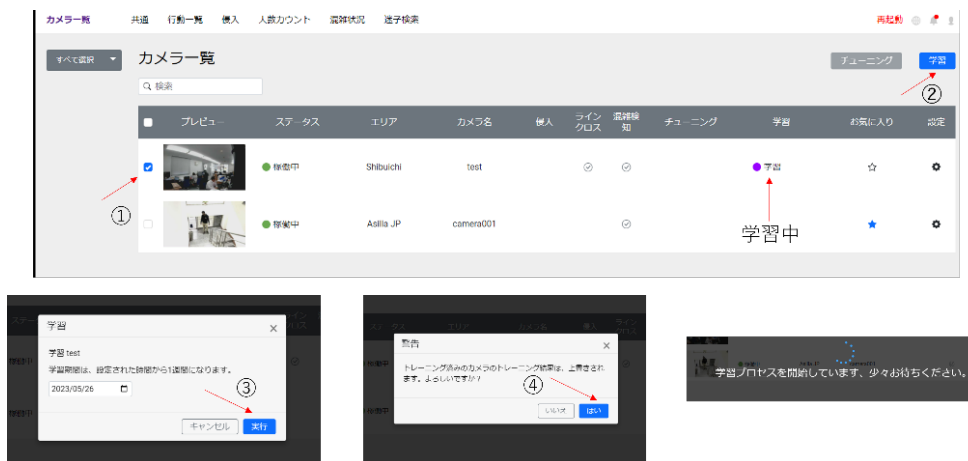 カメラ一覧 共通 行動一覧 侵入 人数カウント 混雑状況 迷子検索 再起動
すべて選択 カメラ一覧 チューニング 学習
検索
②
プレビュー ステータス エリア カメラ名 侵入 ライン
クロス 混雑検
知 チューニング 学習 お気に入り 設定
稼働中 Shibuichi test 学習
①
稼働中 Asilla JP camera001
学習中
学習
学習 test
学習期間は、設定された時間から1週間になります。
2023/05/26
③
キャンセル 実行
警告
トレーニング済みのカメラのトレーニング結果は、上書きされ
ます。よろしいですか?
④
いいえ はい
学習プロセスを開始しています、少々お待ちください。